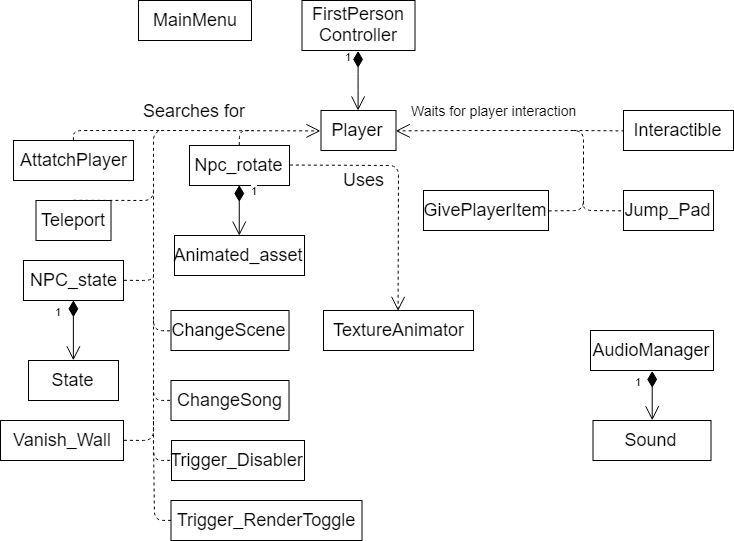 MainMenu
FirstPerson
Controller
1
Searches for
Waits for player interaction
Player
Interactible
AttatchPlayer
Npc_rotate
Uses
1
GivePlayerItem
Jump_Pad
Teleport
Animated_asset
NPC_state
1
ChangeScene
TextureAnimator
AudioManager
State
1
ChangeSong
Vanish_Wall
Sound
Trigger_Disabler
Trigger_RenderToggle